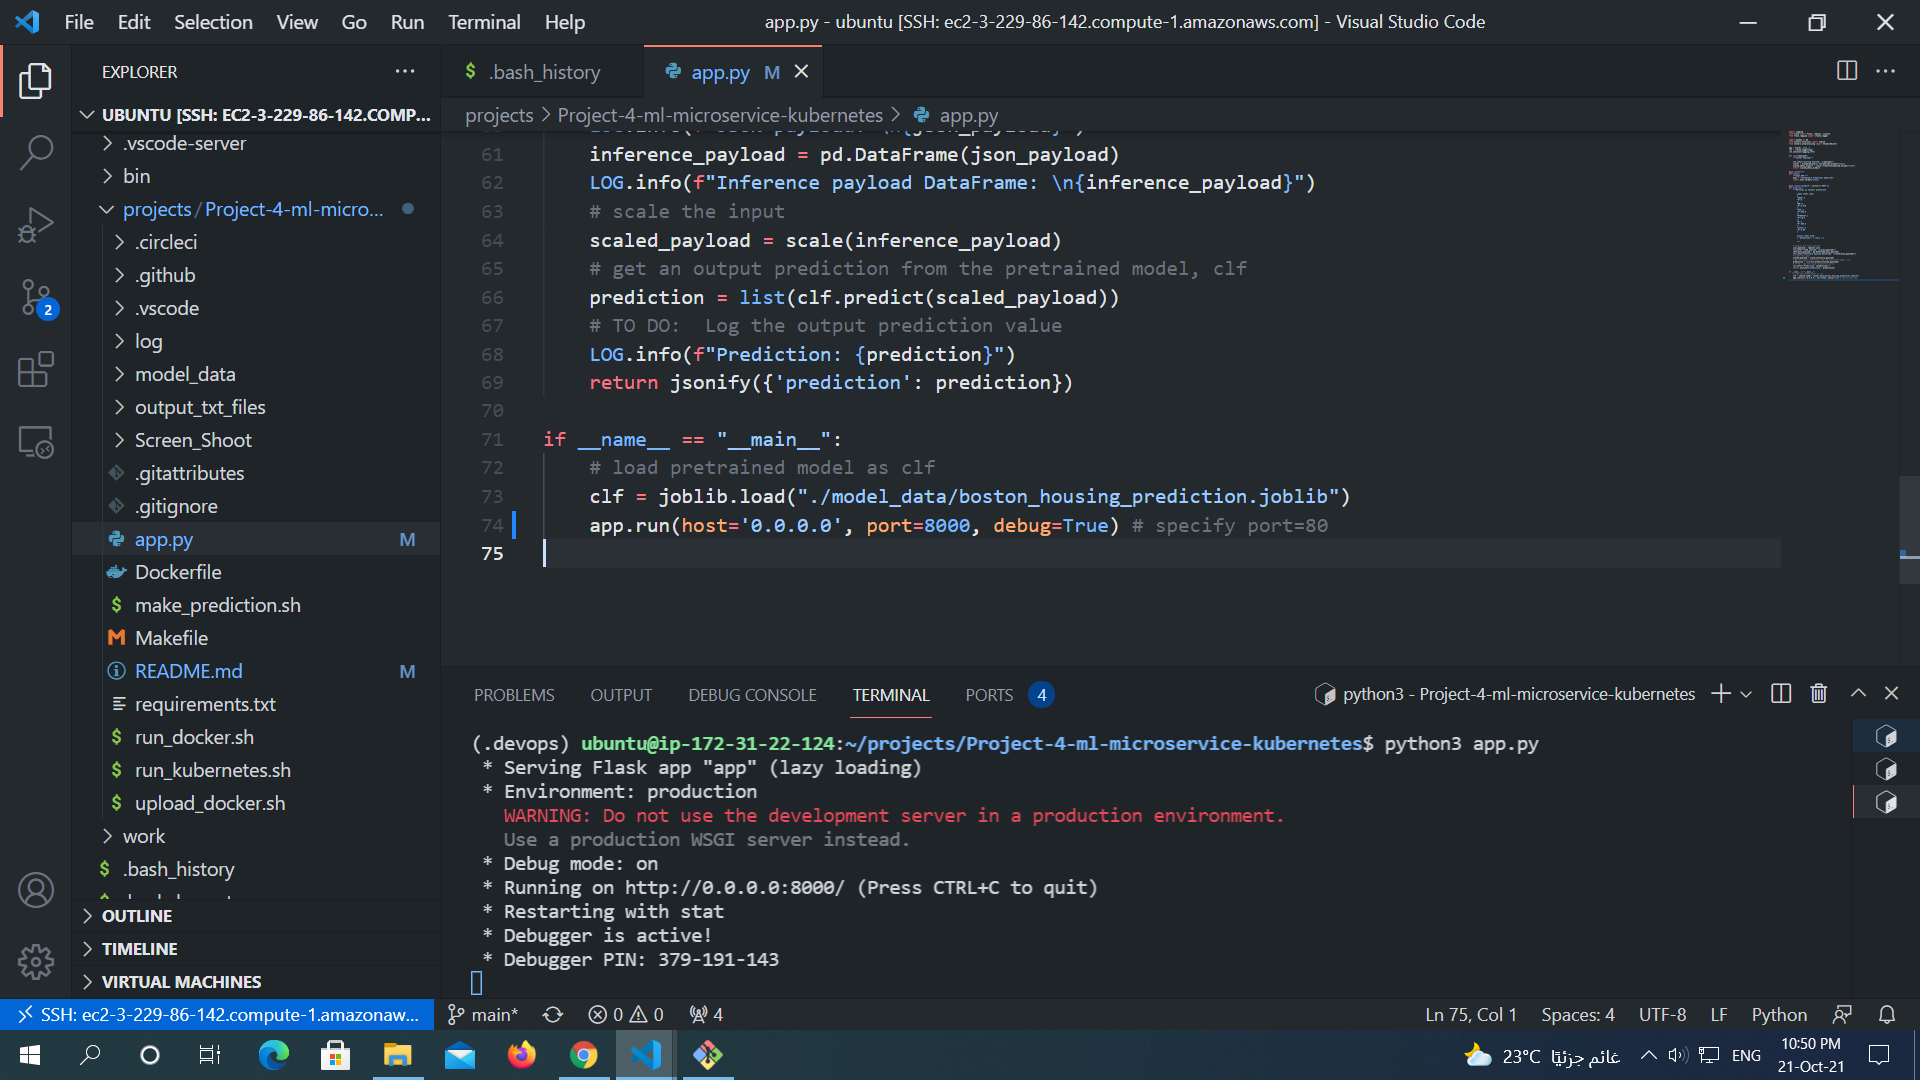 File Edit Selection View Go Run Terminal Help
app.py - ubuntu [SSH: ec2-3-229-86-142.compute-1.amazonaws.com] - Visual Studio Code
EXPLORER
UBUNTU [SSH: EC2-3-229-86-142.COMP...
.vscode-server
bin
projects/Project-4-ml-micro...
.circleci
.github
.vscode
log
model_data
output_txt_files
Screen_Shoot
.gitattributes
.gitignore
app.py M
Dockerfile
make_prediction.sh
Makefile
README.md M
requirements.txt
run_docker.sh
run_kubernetes.sh
upload_docker.sh
work
.bash_history
OUTLINE
TIMELINE
VIRTUAL MACHINES
2
.bash_history
app.py M
projects > Project-4-ml-microservice-kubernetes > app.py
61 inference_payload = pd.DataFrame(json_payload)
62 LOG.info(f"Inference payload DataFrame: \n{inference_payload}")
63 # scale the input
64 scaled_payload = scale(inference_payload)
65 # get an output prediction from the pretrained model, clf
66 prediction = list(clf.predict(scaled_payload))
67 # TO DO:  Log the output prediction value
68 LOG.info(f"Prediction: {prediction}")
69 return jsonify({'prediction': prediction})
70
71 if __name__ == "__main__":
72 # load pretrained model as clf
73 clf = joblib.load("./model_data/boston_housing_prediction.joblib")
74 app.run(host='0.0.0.0', port=8000, debug=True) # specify port=80
75
PROBLEMS OUTPUT DEBUG CONSOLE TERMINAL PORTS 4
python3 - Project-4-ml-microservice-kubernetes
(.devops) ubuntu@ip-172-31-22-124:~/projects/Project-4-ml-microservice-kubernetes$ python3 app.py
* Serving Flask app "app" (lazy loading)
* Environment: production
WARNING: Do not use the development server in a production environment.
Use a production WSGI server instead.
* Debug mode: on
* Running on http://0.0.0.0:8000/ (Press CTRL+C to quit)
* Restarting with stat
* Debugger is active!
* Debugger PIN: 379-191-143
SSH: ec2-3-229-86-142.compute-1.amazonaw... main* 0 0 4
Ln 75, Col 1 Spaces: 4 UTF-8 LF Python
23°C غائم جزئيًا ENG
10:50 PM
21-Oct-21